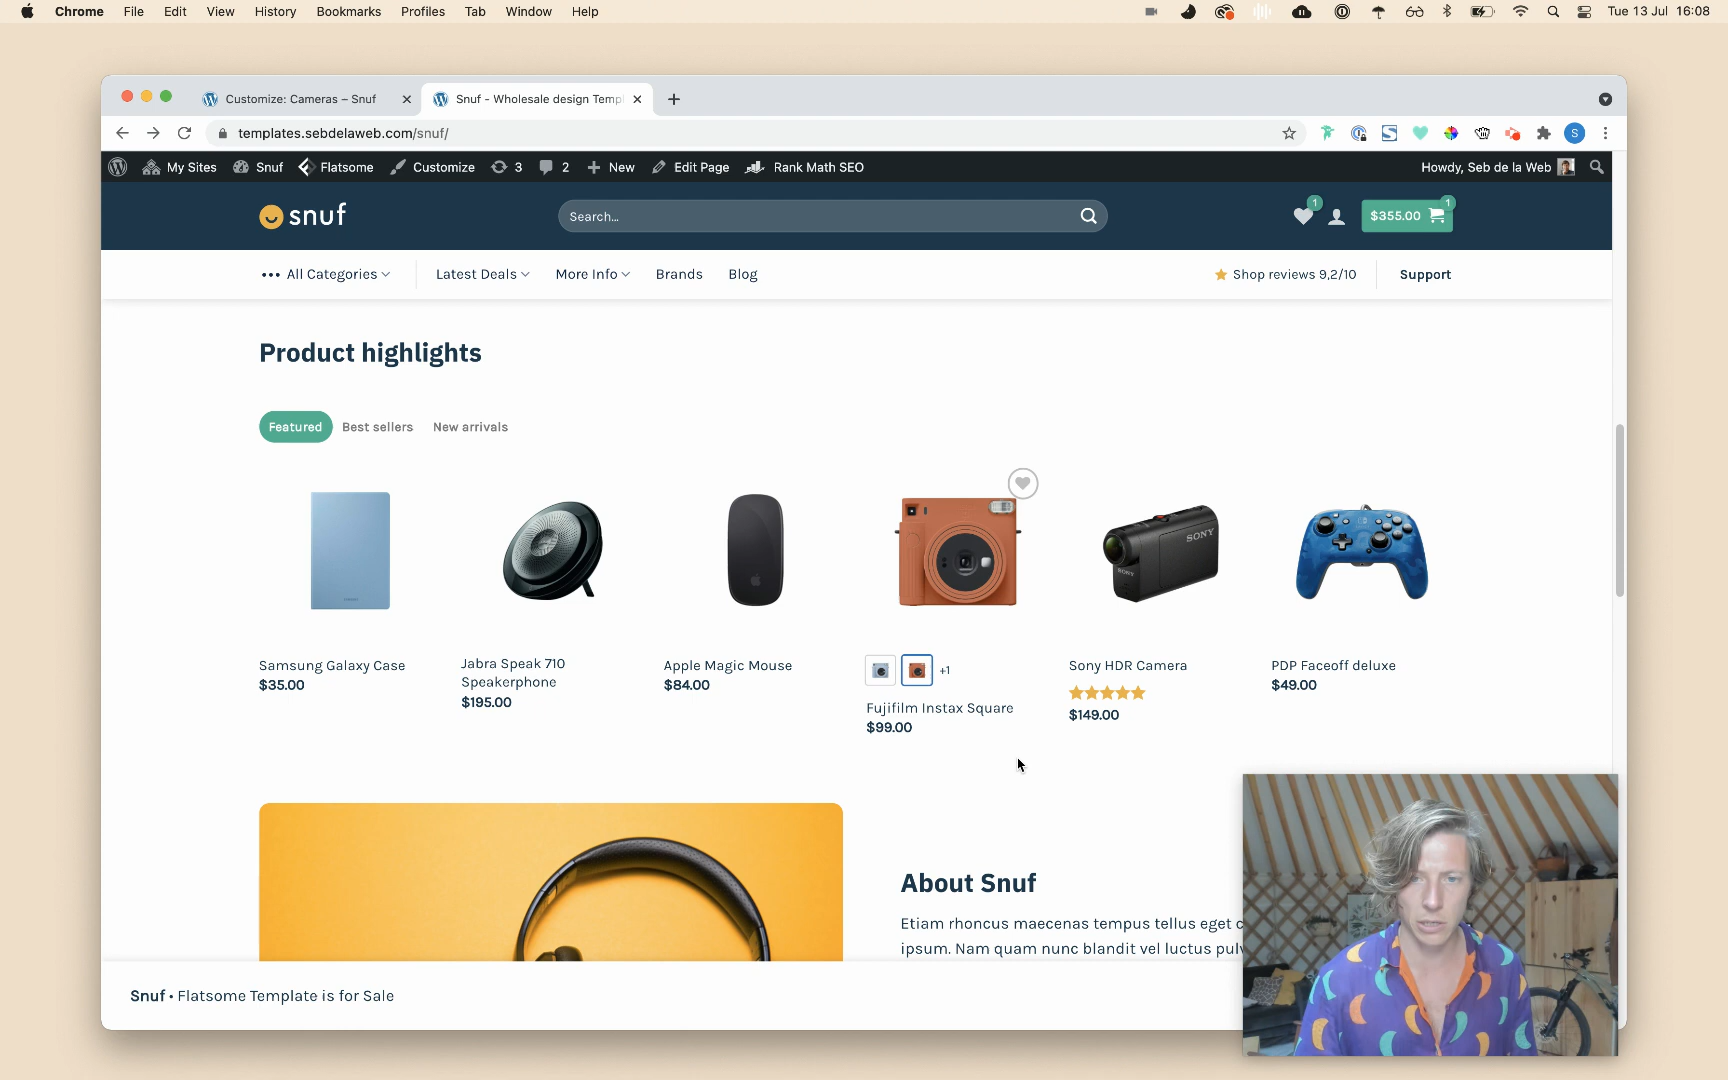 Chrome File Edit View History Bookmarks Profiles Tab Window Help Tue 13 Jul 16:08
Customize: Cameras – Snuf
Snuf - Wholesale design Temp
templates.sebdelaweb.com/snuf/
S
My Sites Snuf Flatsome Customize 3 2 New Edit Page Rank Math SEO Howdy, Seb de la Web
snuf
Search...
1
$355.00
1
All Categories Latest Deals More Info Brands Blog Shop reviews 9,2/10 Support
Product highlights
Featured Best sellers New arrivals
SONY
SONY
Samsung Galaxy Case
$35.00
Jabra Speak 710
Speakerphone
$195.00
Apple Magic Mouse
$84.00
+1
Fujifilm Instax Square
$99.00
Sony HDR Camera
$149.00
PDP Faceoff deluxe
$49.00
About Snuf
Etiam rhoncus maecenas tempus tellus eget c
ipsum. Nam quam nunc blandit vel luctus pulv
Snuf • Flatsome Template is for Sale